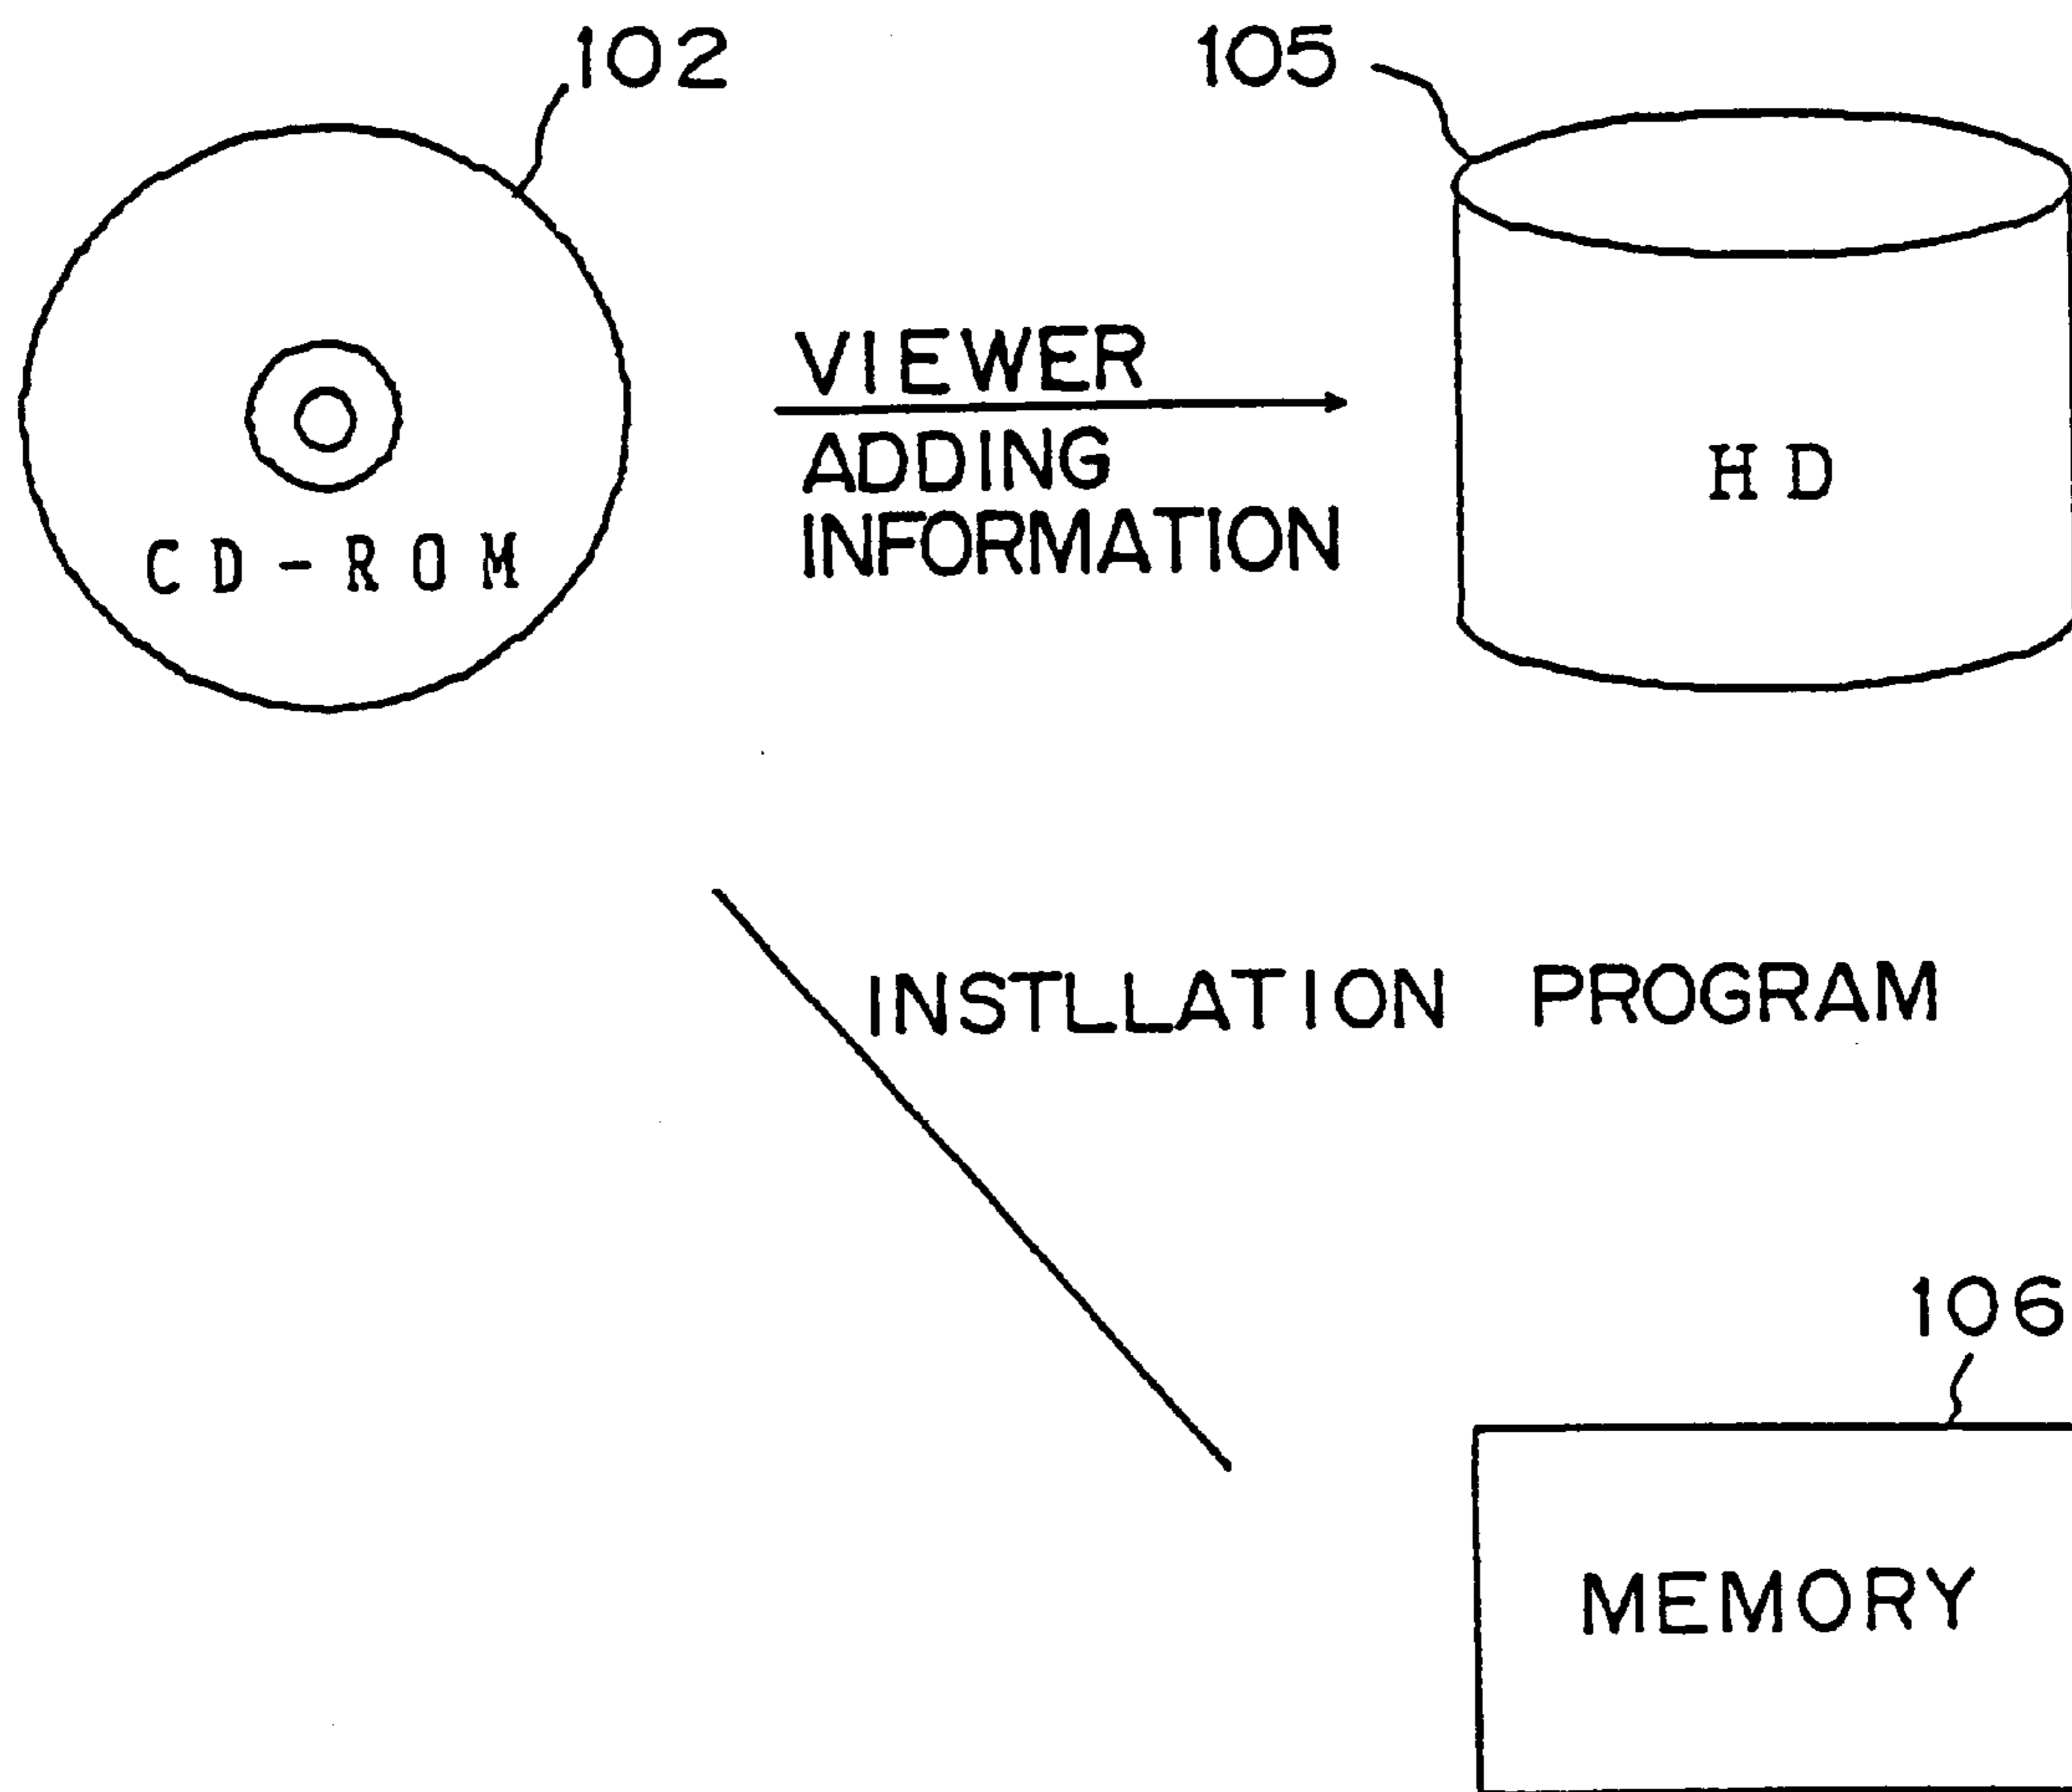 102
105
VIEWER
ADDING
INFORMATION
HD
CD-ROM
INSTLLATION PROGRAM
106
MEMORY